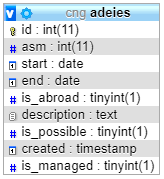 v cng adeies
id : int(11)
asm : int(11)
start : date
end : date
is_abroad : tinyint(1)
description : text
is_possible : tinyint(1)
created : timestamp
is_managed : tinyint(1)